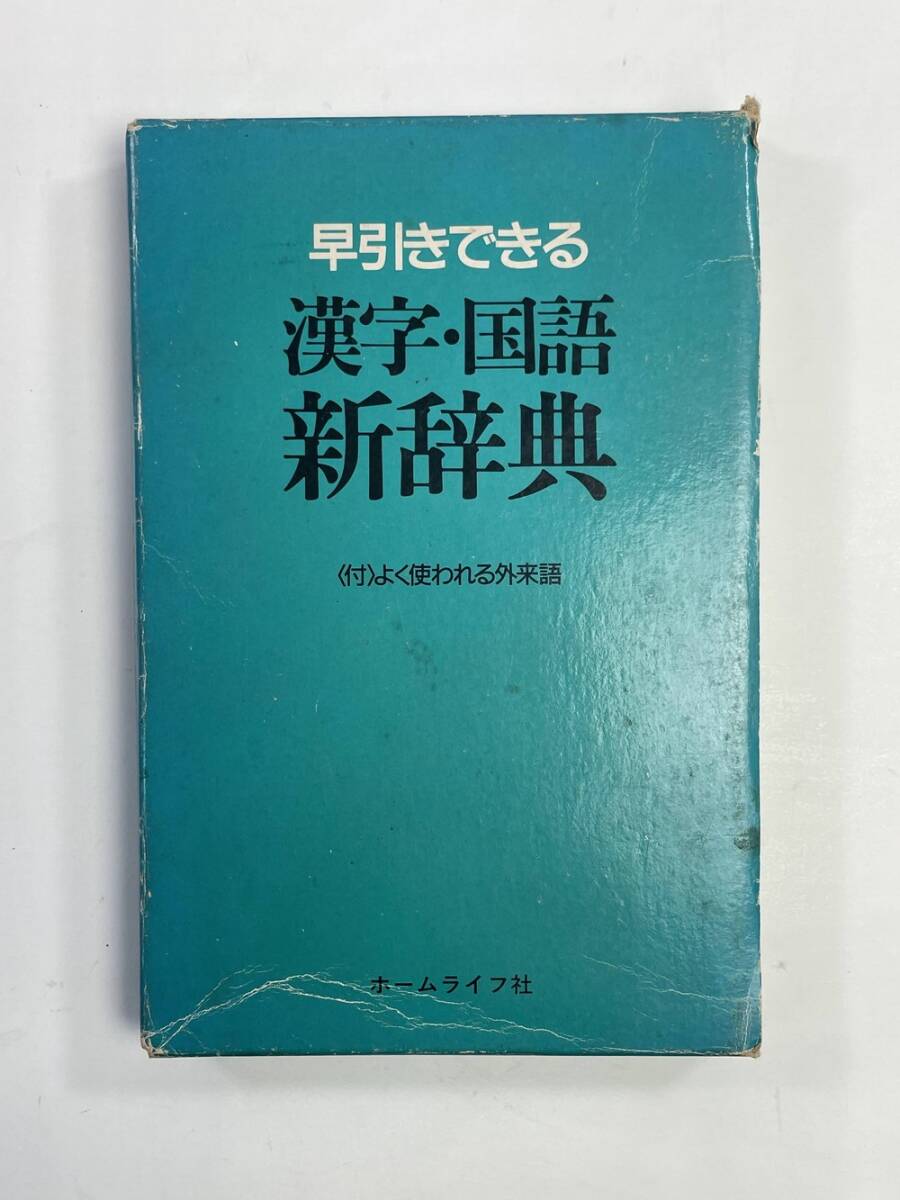 早引きできる
漢字・国語
新辞典
〈付〉よく使われる外来語
ホームライフ社